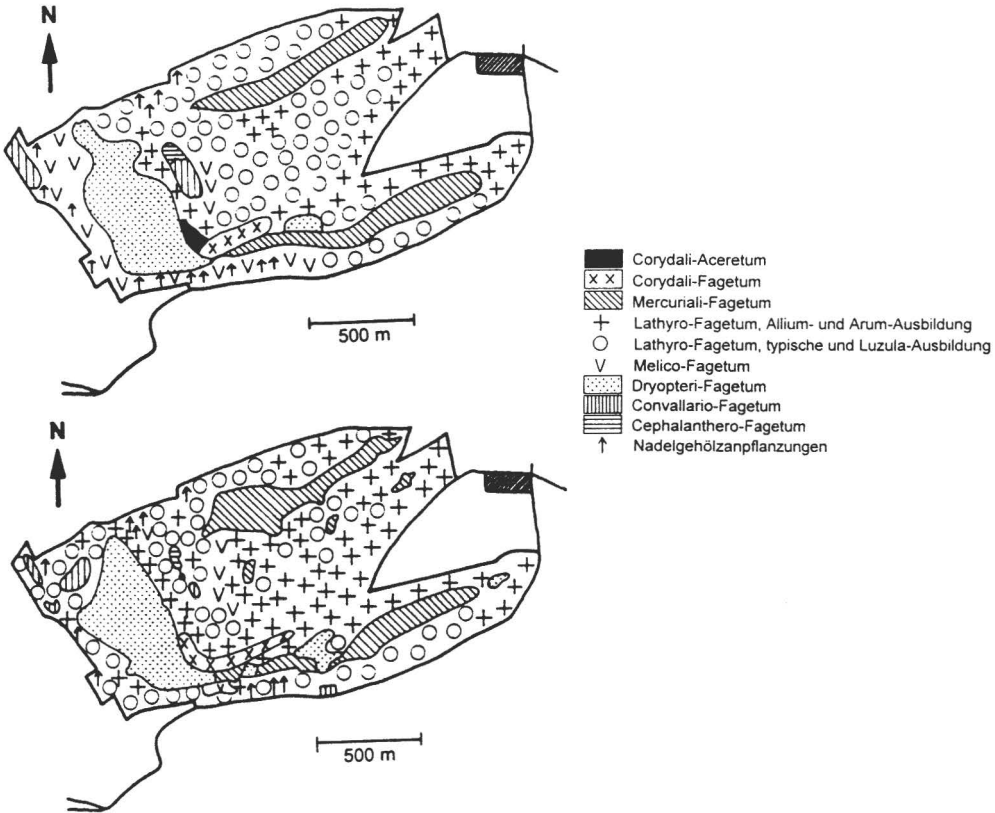 N
500 m
Corydali-Aceretum
Corydali-Fagetum
Mercuriali-Fagetum
Lathyro-Fagetum, Allium- und Arum-Ausbildung
Lathyro-Fagetum, typische und Luzula-Ausbildung
Melico-Fagetum
Dryopteri-Fagetum
Convallario-Fagetum
Cephalanthero-Fagetum
Nadelgehölzanpflanzungen
N
500 m